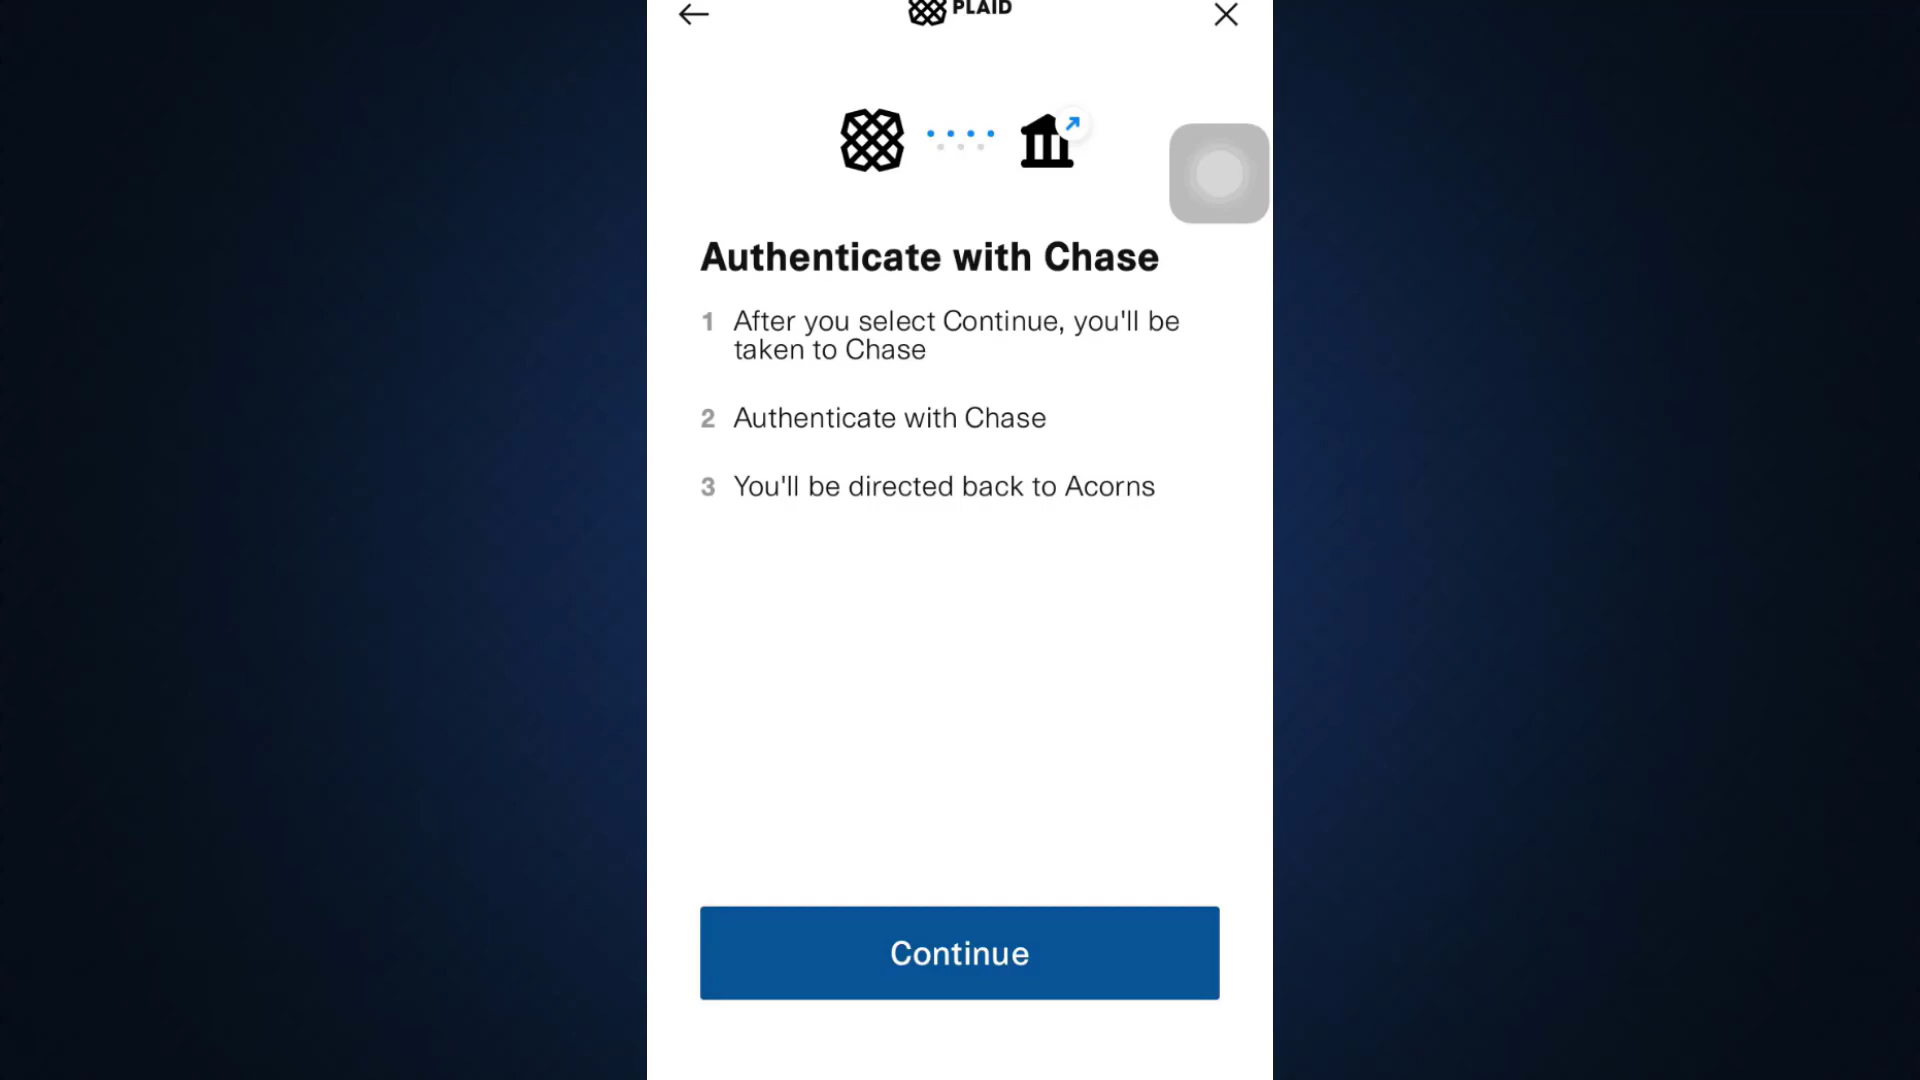 PLAID
Authenticate with Chase
1 After you select Continue, you'll be
taken to Chase
2 Authenticate with Chase
3 You'll be directed back to Acorns
Continue